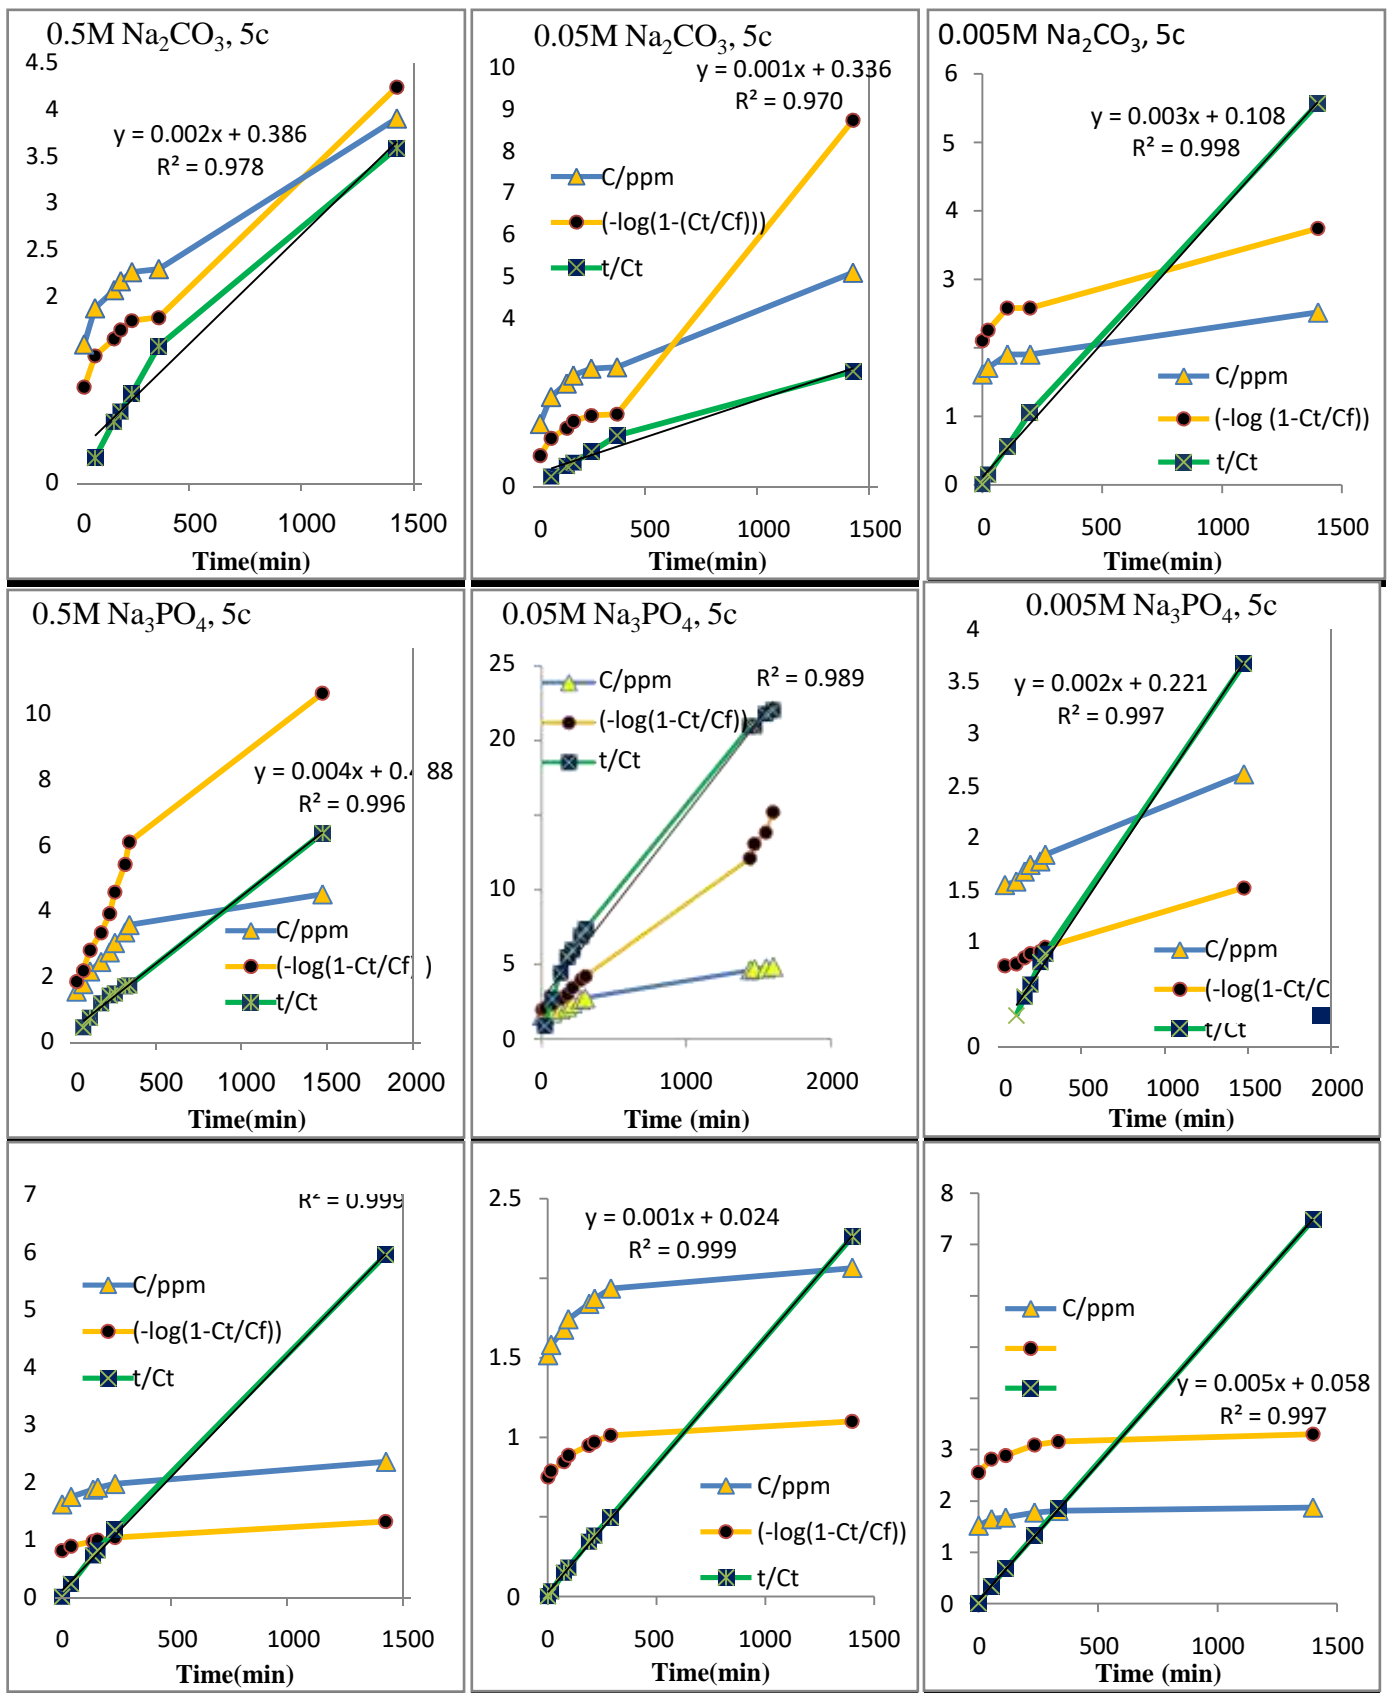 0.5M Na₂CO₃, 5c
4.5
4
3.5
3
2.5
2
0
y = 0.002x + 0.386
R² = 0.978
0 500 1000 1500
Time(min)
0.05M Na₂CO₃, 5c
10
9
8
7
6
5
4
0
y = 0.001x + 0.336
R² = 0.970
C/ppm
(-log(1-(Ct/Cf)))
t/Ct
0 500 1000 1500
Time(min)
0.005M Na₂CO₃, 5c
6
5
4
3
1
0
y = 0.003x + 0.108
R² = 0.998
C/ppm
(-log (1-Ct/Cf))
t/Ct
0 500 1000 1500
Time(min)
0.5M Na₃PO₄, 5c
10
8
6
4
2
0
R² = 0.996
C/ppm
(-log(1-Ct/Cf) )
t/Ct
0 500 1000 1500 2000
Time(min)
0.05M Na₃PO₄, 5c
25
20
10
5
0
R² = 0.989
C/ppm
(-log(1-Ct/Cf))
t/Ct
0 1000 2000
Time (min)
0.005M Na₃PO₄, 5c
4
3.5
3
2.5
2
1.5
1
0
y = 0.002x + 0.221
R² = 0.997
C/ppm
(-log(1-Ct/C
t/Ct
0 500 1000 1500 2000
Time (min)
7
6
5
4
3
2
1
0
R² = 0.999
C/ppm
(-log(1-Ct/Cf))
t/Ct
0 500 1000 1500
Time(min)
2.5
1.5
1
0
y = 0.001x + 0.024
R² = 0.999
C/ppm
(-log(1-Ct/Cf))
t/Ct
0 500 1000 1500
Time(min)
8
7
3
2
1
0
C/ppm
y = 0.005x + 0.058
R² = 0.997
0 500 1000 1500
Time (min)